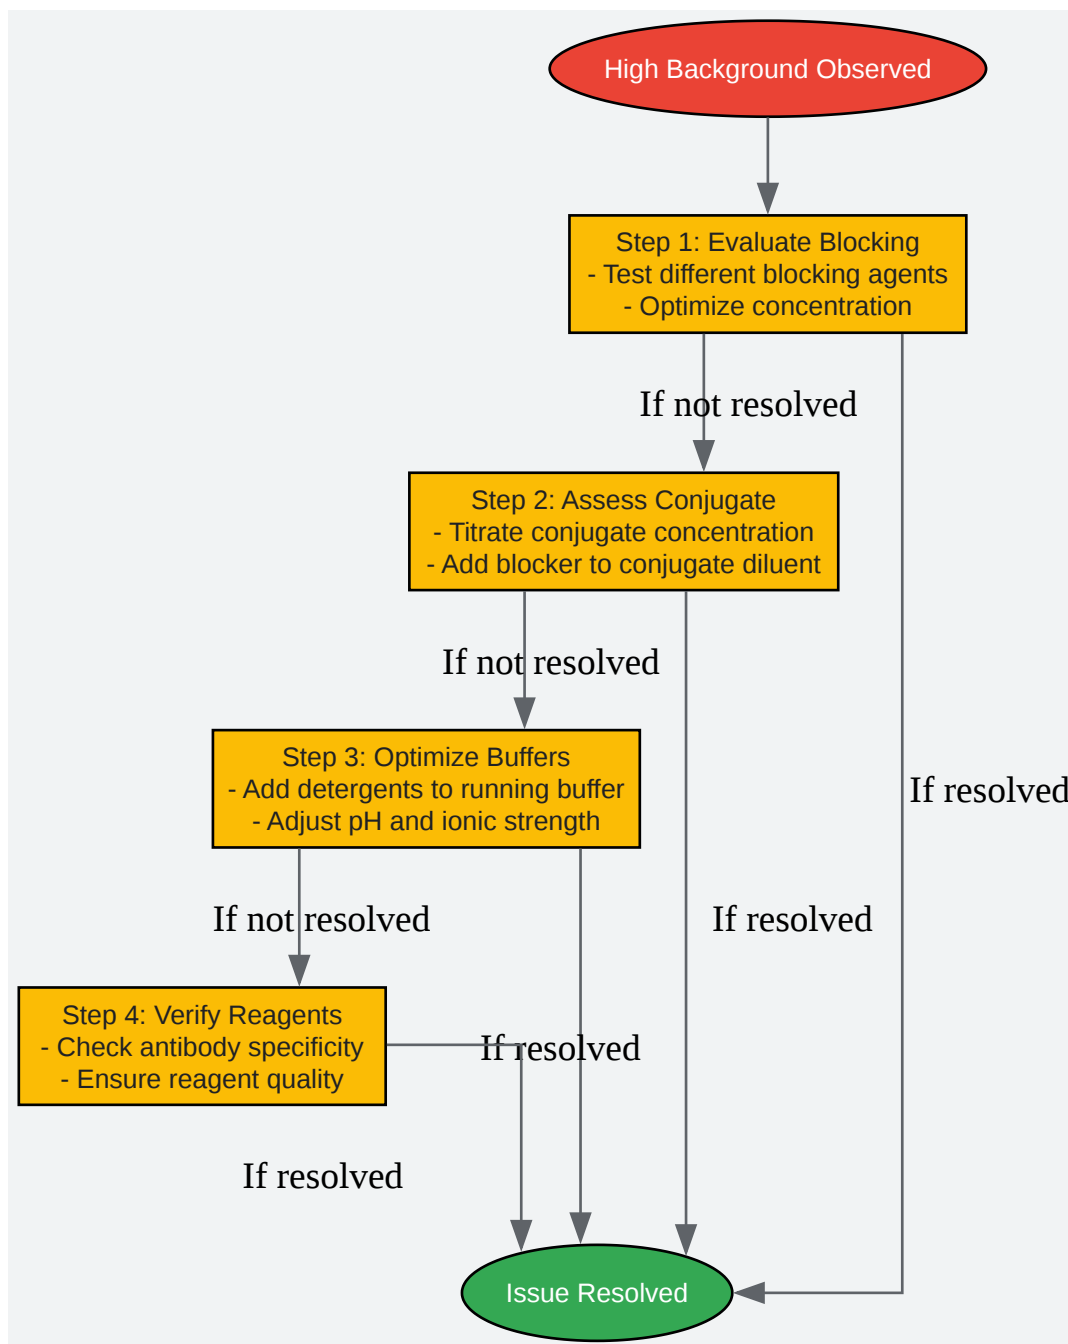 High Background Observed
Step 1: Evaluate Blocking
- Test different blocking agents
- Optimize concentration
If not resolved
Step 2: Assess Conjugate
- Titrate conjugate concentration
- Add blocker to conjugate diluent
If not resolved
Step 3: Optimize Buffers
- Add detergents to running buffer
- Adjust pH and ionic strength
If resolved
If not resolved
If resolved
Step 4: Verify Reagents
- Check antibody specificity
- Ensure reagent quality
If resolved
If resolved
Issue Resolved